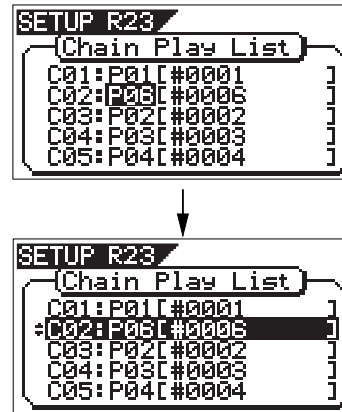 SETUP R23
Chain Play List
C01:P01[#0001 ]
C02:P06[#0006 ]
C03:P02[#0002 ]
C04:P03[#0003 ]
C05:P04[#0004 ]
SETUP R23
Chain Play List
C01:P01[#0001 ]
C02:P06[#0006 ]
C03:P02[#0002 ]
C04:P03[#0003 ]
C05:P04[#0004 ]